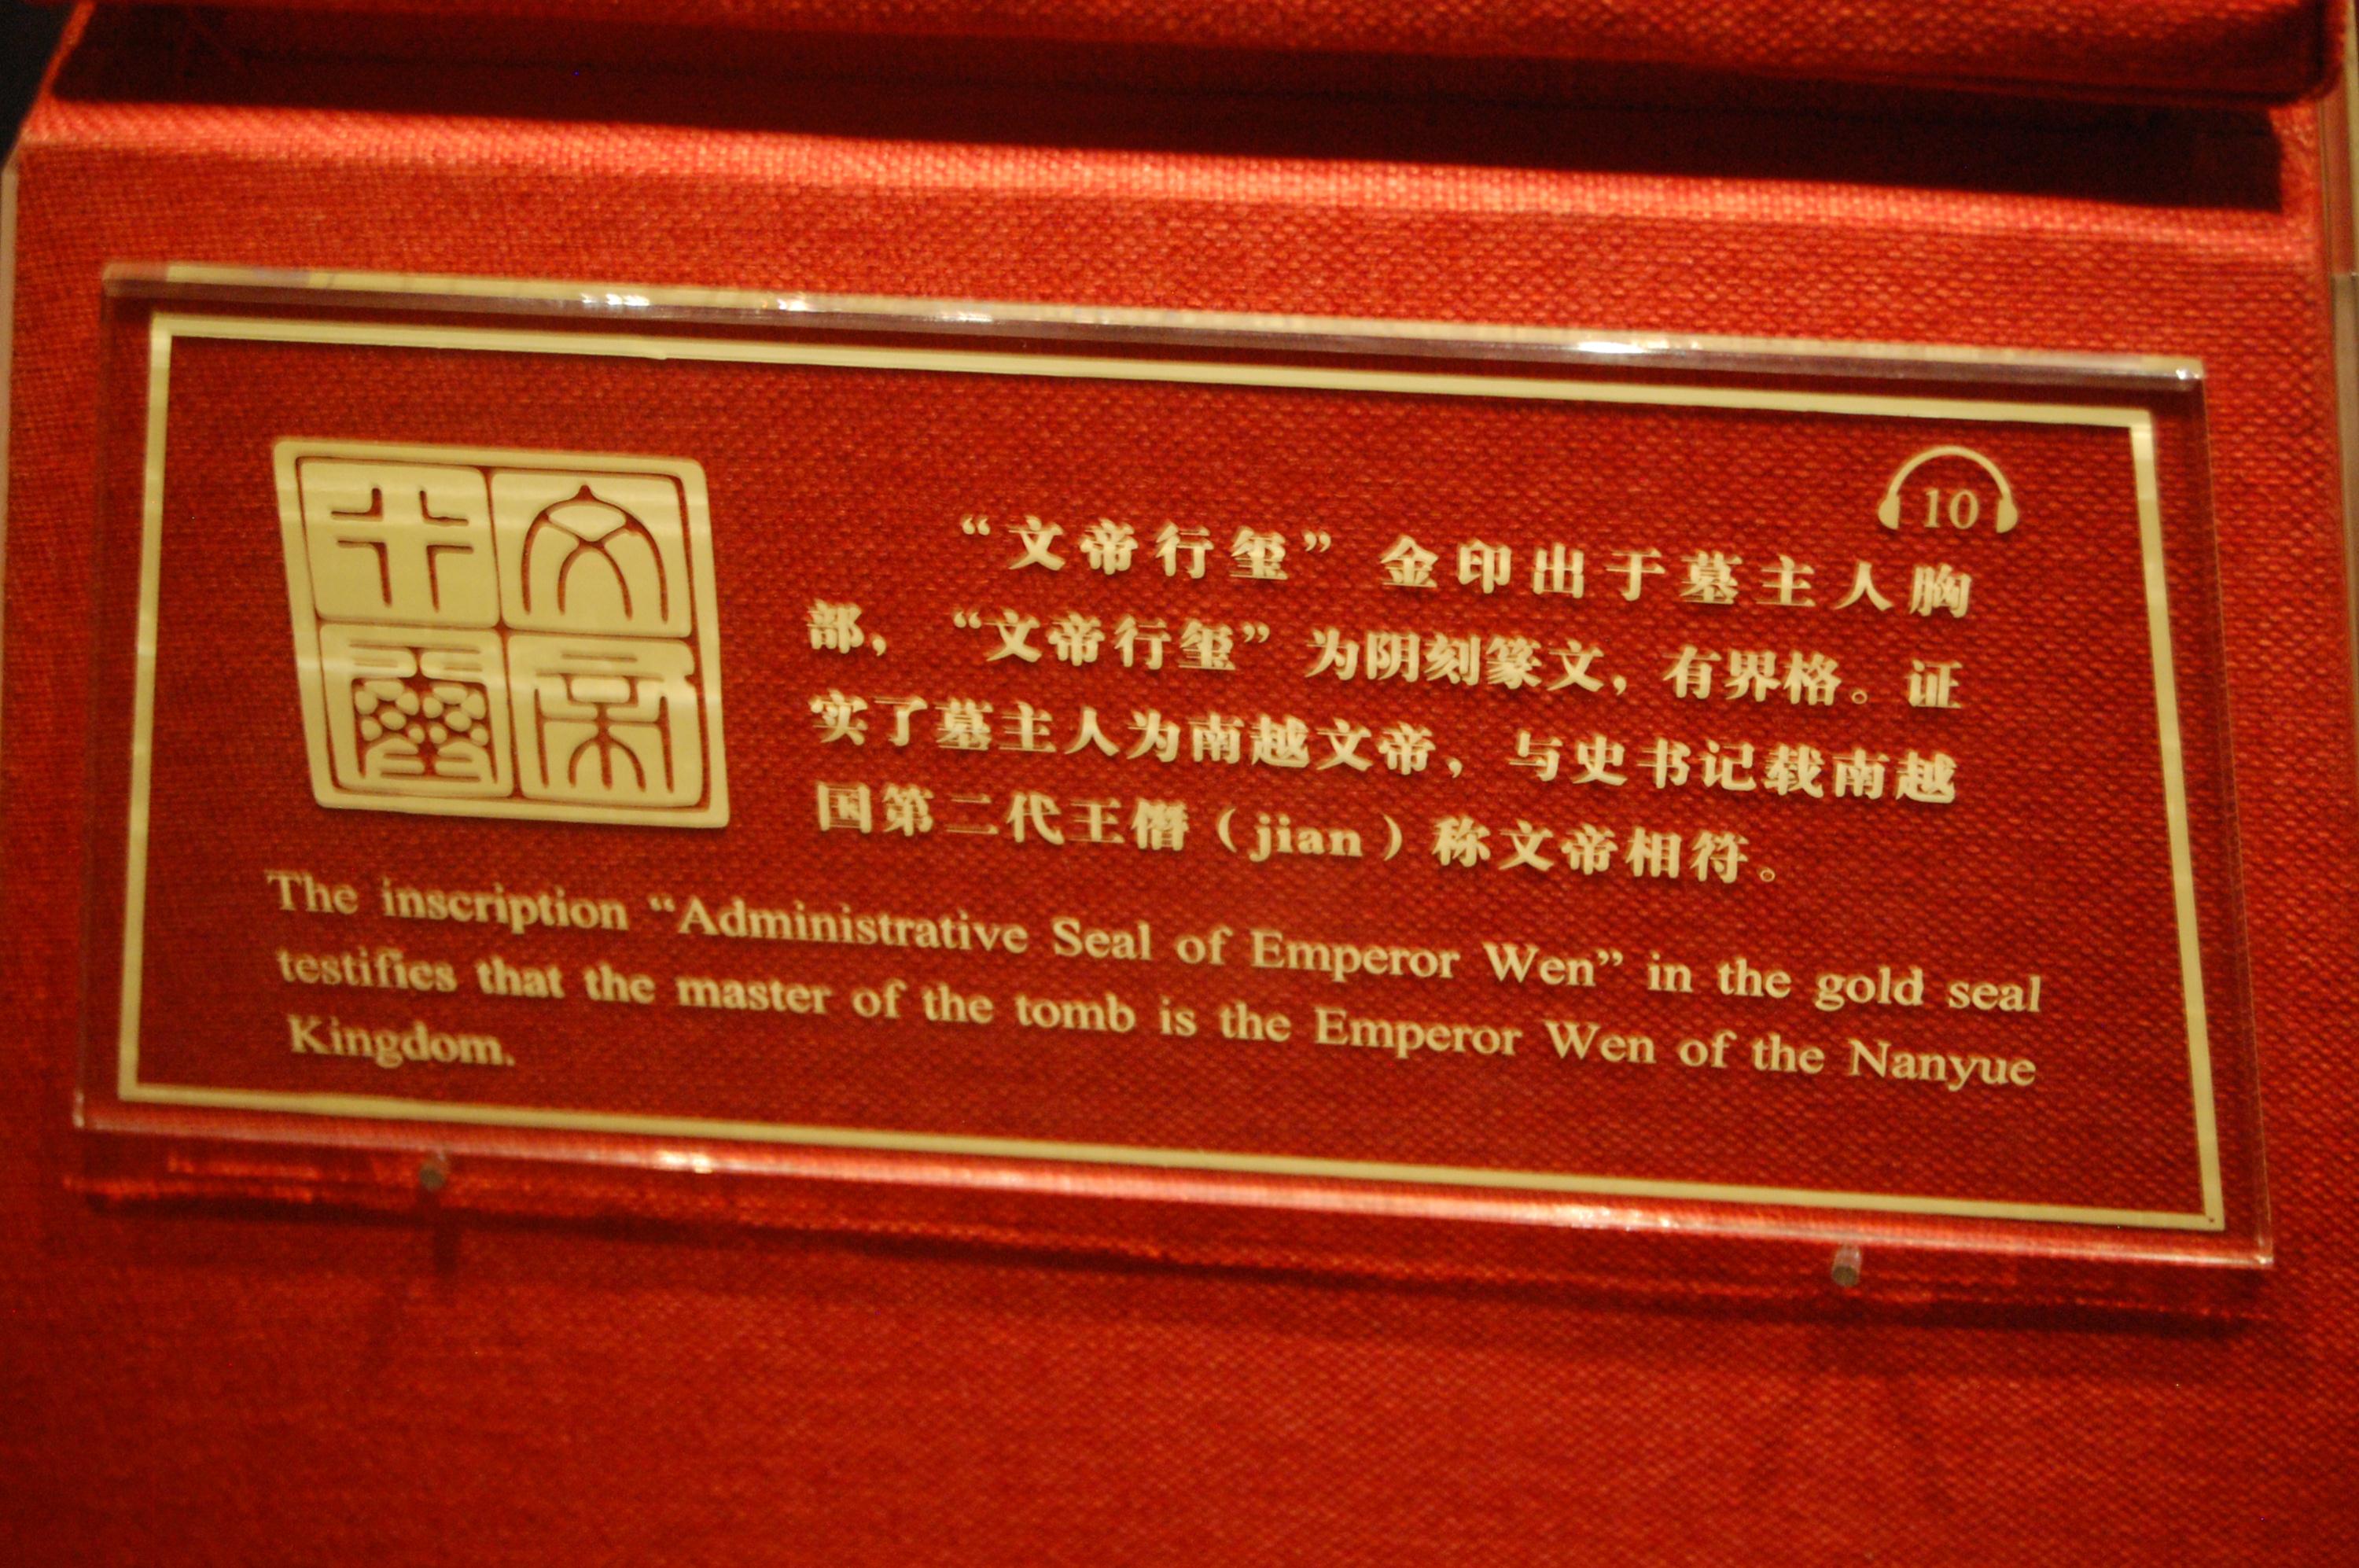 文帝
行璽
10
“文帝行玺”金印出于墓主人胸
部，“文帝行玺”为阴刻篆文，有界格。证
实了墓主人为南越文帝，与史书记载南越
国第二代王僭（jian）称文帝相符。
The inscription “Administrative Seal of Emperor Wen” in the gold seal
testifies that the master of the tomb is the Emperor Wen of the Nanyue
Kingdom.